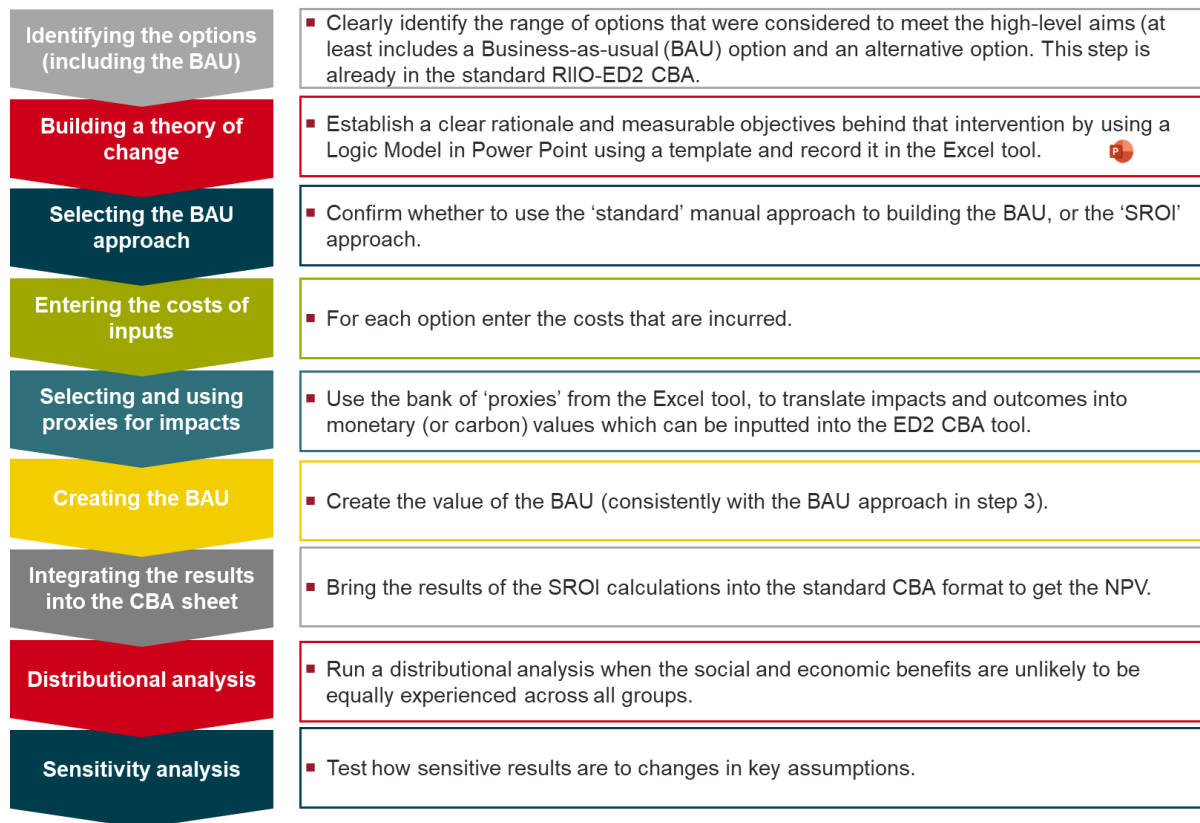 Identifying the options
(including the BAU)
▪ Clearly identify the range of options that were considered to meet the high-level aims (at
least includes a Business-as-usual (BAU) option and an alternative option. This step is
already in the standard RIIO-ED2 CBA.
Building a theory of
change
▪ Establish a clear rationale and measurable objectives behind that intervention by using a
Logic Model in Power Point using a template and record it in the Excel tool.
P
Selecting the BAU
approach
▪ Confirm whether to use the ‘standard’ manual approach to building the BAU, or the ‘SROI’
approach.
Entering the costs of
inputs
▪ For each option enter the costs that are incurred.
Selecting and using
proxies for impacts
▪ Use the bank of ‘proxies’ from the Excel tool, to translate impacts and outcomes into
monetary (or carbon) values which can be inputted into the ED2 CBA tool.
Creating the BAU
▪ Create the value of the BAU (consistently with the BAU approach in step 3).
Integrating the results
into the CBA sheet
▪ Bring the results of the SROI calculations into the standard CBA format to get the NPV.
Distributional analysis
▪ Run a distributional analysis when the social and economic benefits are unlikely to be
equally experienced across all groups.
Sensitivity analysis
▪ Test how sensitive results are to changes in key assumptions.